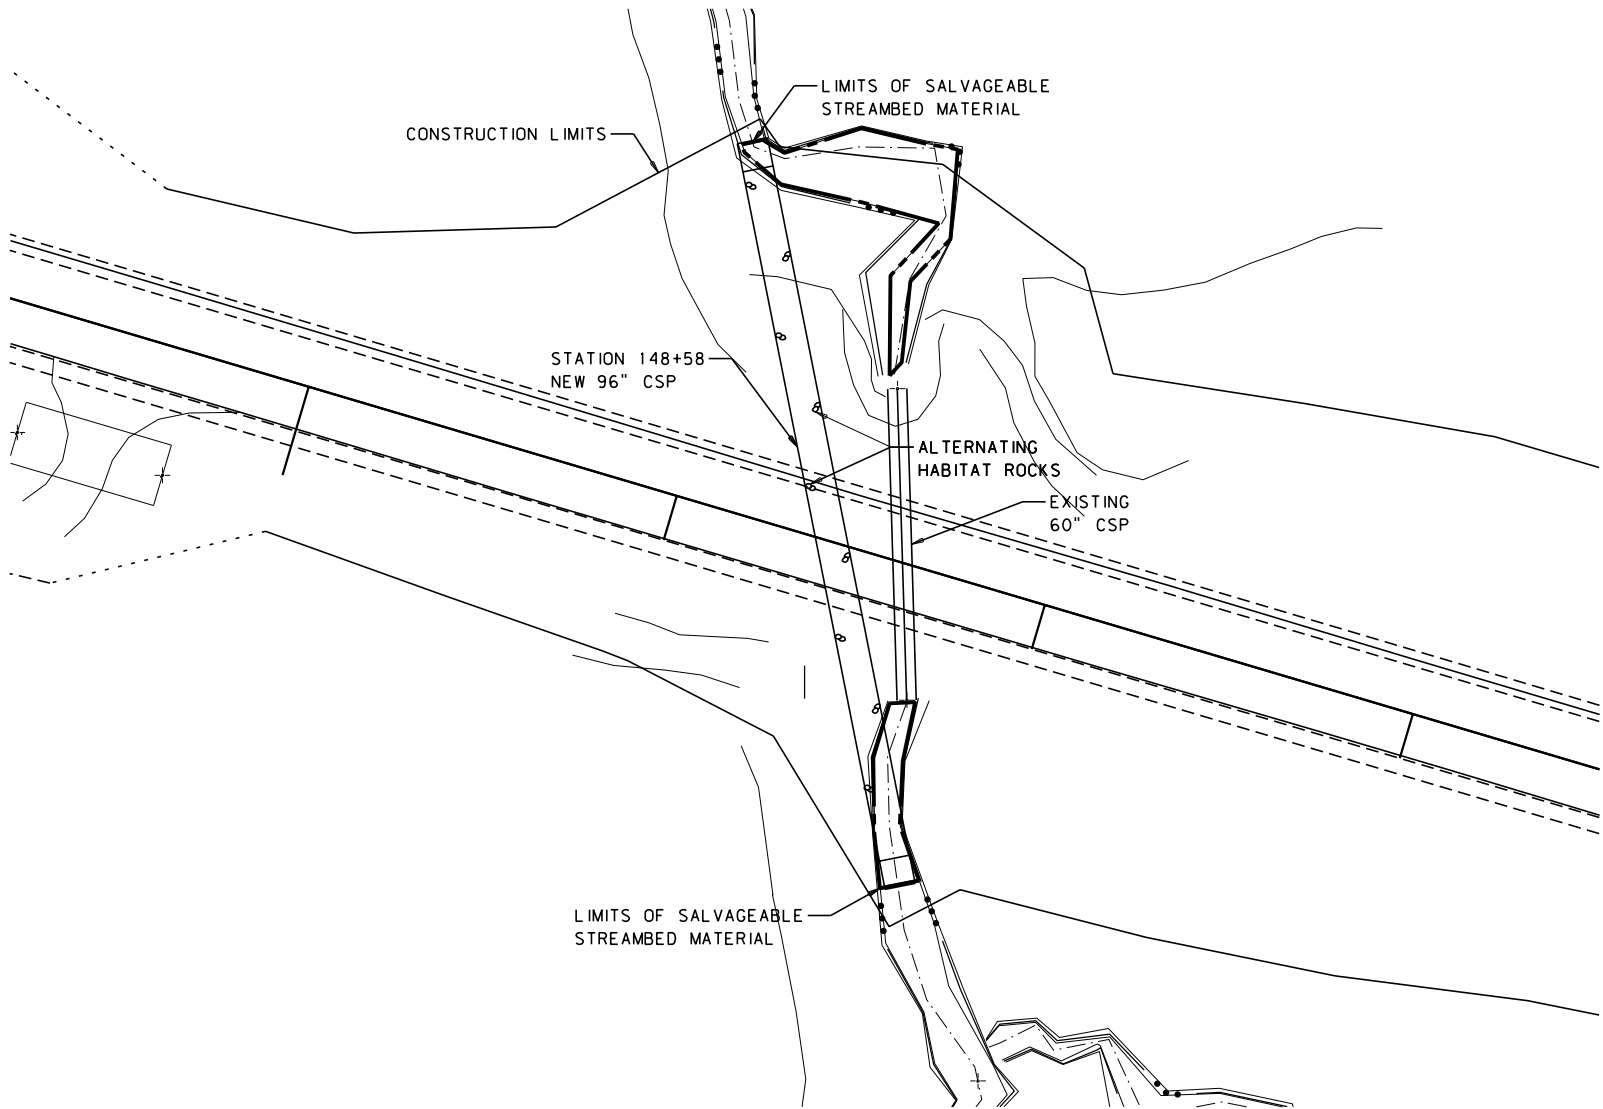 LIMITS OF SALVAGEABLE
STREAMBED MATERIAL
CONSTRUCTION LIMITS
STATION 148+58
NEW 96" CSP
ALTERNATING
HABITAT ROCKS
EXISTING
60" CSP
LIMITS OF SALVAGEABLE
STREAMBED MATERIAL